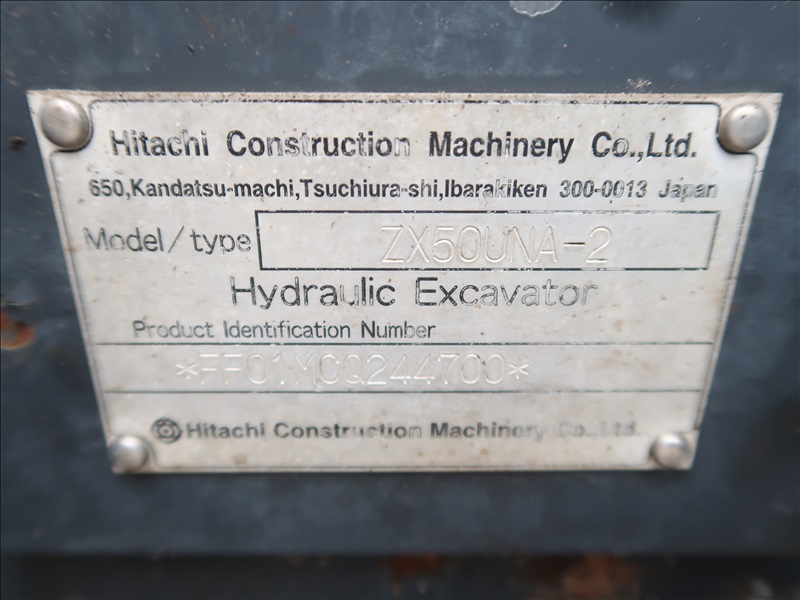 Hitachi Construction Machinery Co.,Ltd.
650,Kandatsu-machi,Tsuchiura-shi,Ibarakiken 300-0013 Japan
Model/type ZX50UNA-2
Hydraulic Excavator
Product Identification Number
*FF01MCQ244700*
Hitachi Construction Machinery Co.,Ltd.